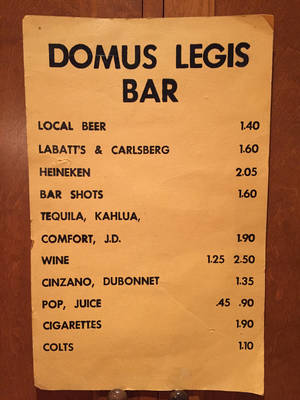 DOMUS LEGIS
BAR
LOCAL BEER 1.40
LABATT'S & CARLSBERG 1.60
HEINEKEN 2.05
BAR SHOTS 1.60
TEQUILA, KAHLUA,
COMFORT, J.D. 1.90
WINE 1.25 2.50
CINZANO, DUBONNET 1.35
POP, JUICE .45 .90
CIGARETTES 1.90
COLTS 1.10